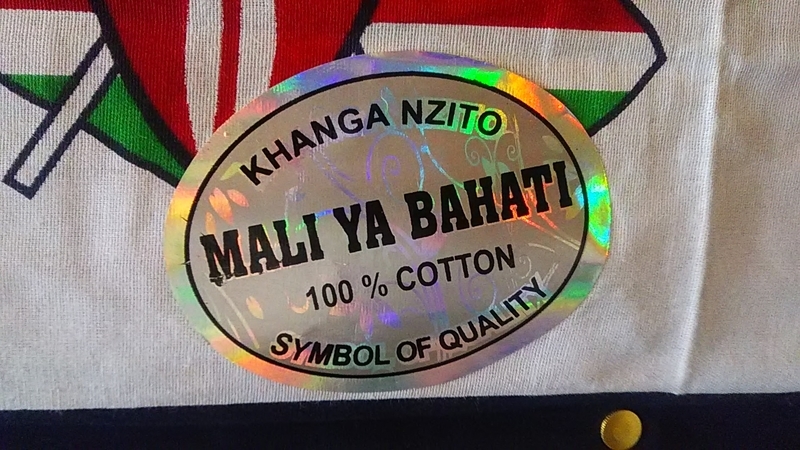 KHANGA NZITO
MALI YA BAHATI
100 % COTTON
SYMBOL OF QUALITY